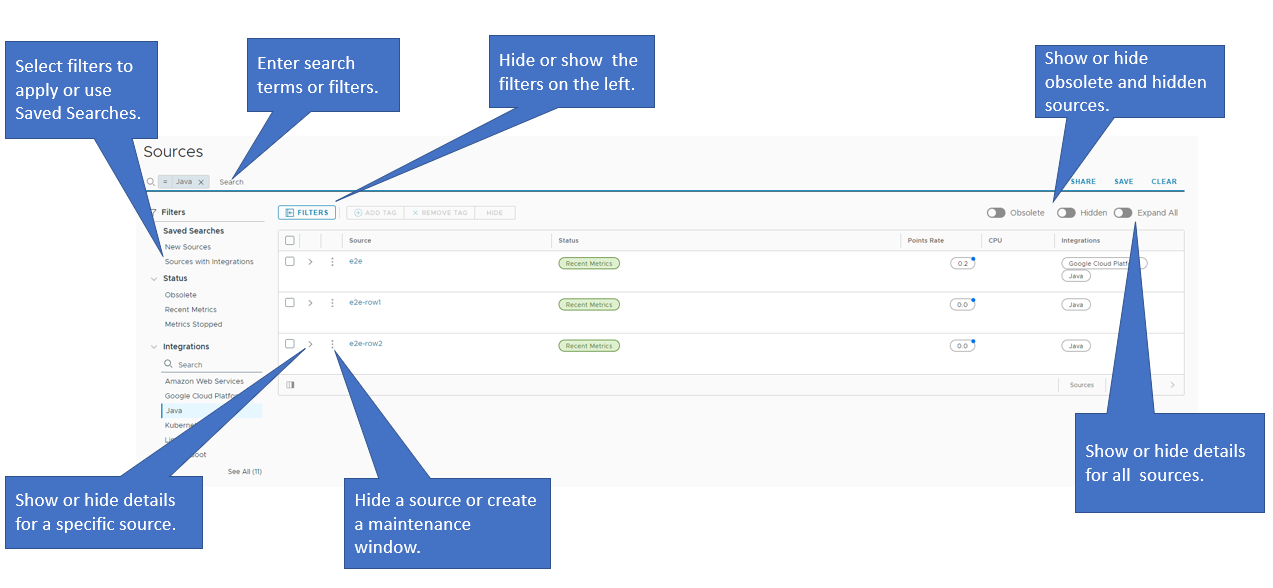 Select filters to
apply or use
Saved Searches.
Enter search
terms or filters.
Hide or show the
filters on the left.
Show or hide
obsolete and hidden
sources.
Sources
= Java × Search
SHARE SAVE CLEAR
Filters
FILTERS
ADD TAG × REMOVE TAG HIDE
Obsolete Hidden Expand All
Saved Searches
New Sources
Sources with Integrations
Status
Obsolete
Recent Metrics
Metrics Stopped
Integrations
Search
Amazon Web Services
Google Cloud Platfo
Java
Kuberne
See All (11)
Source Status Points Rate CPU Integrations
e2e Recent Metrics 0.2 Google Cloud Platf
Java
e2e-row1 Recent Metrics 0.0 Java
e2e-row2 Recent Metrics 0.0 Java
Sources
Show or hide details
for a specific source.
Hide a source or create
a maintenance
window.
Show or hide details
for all sources.